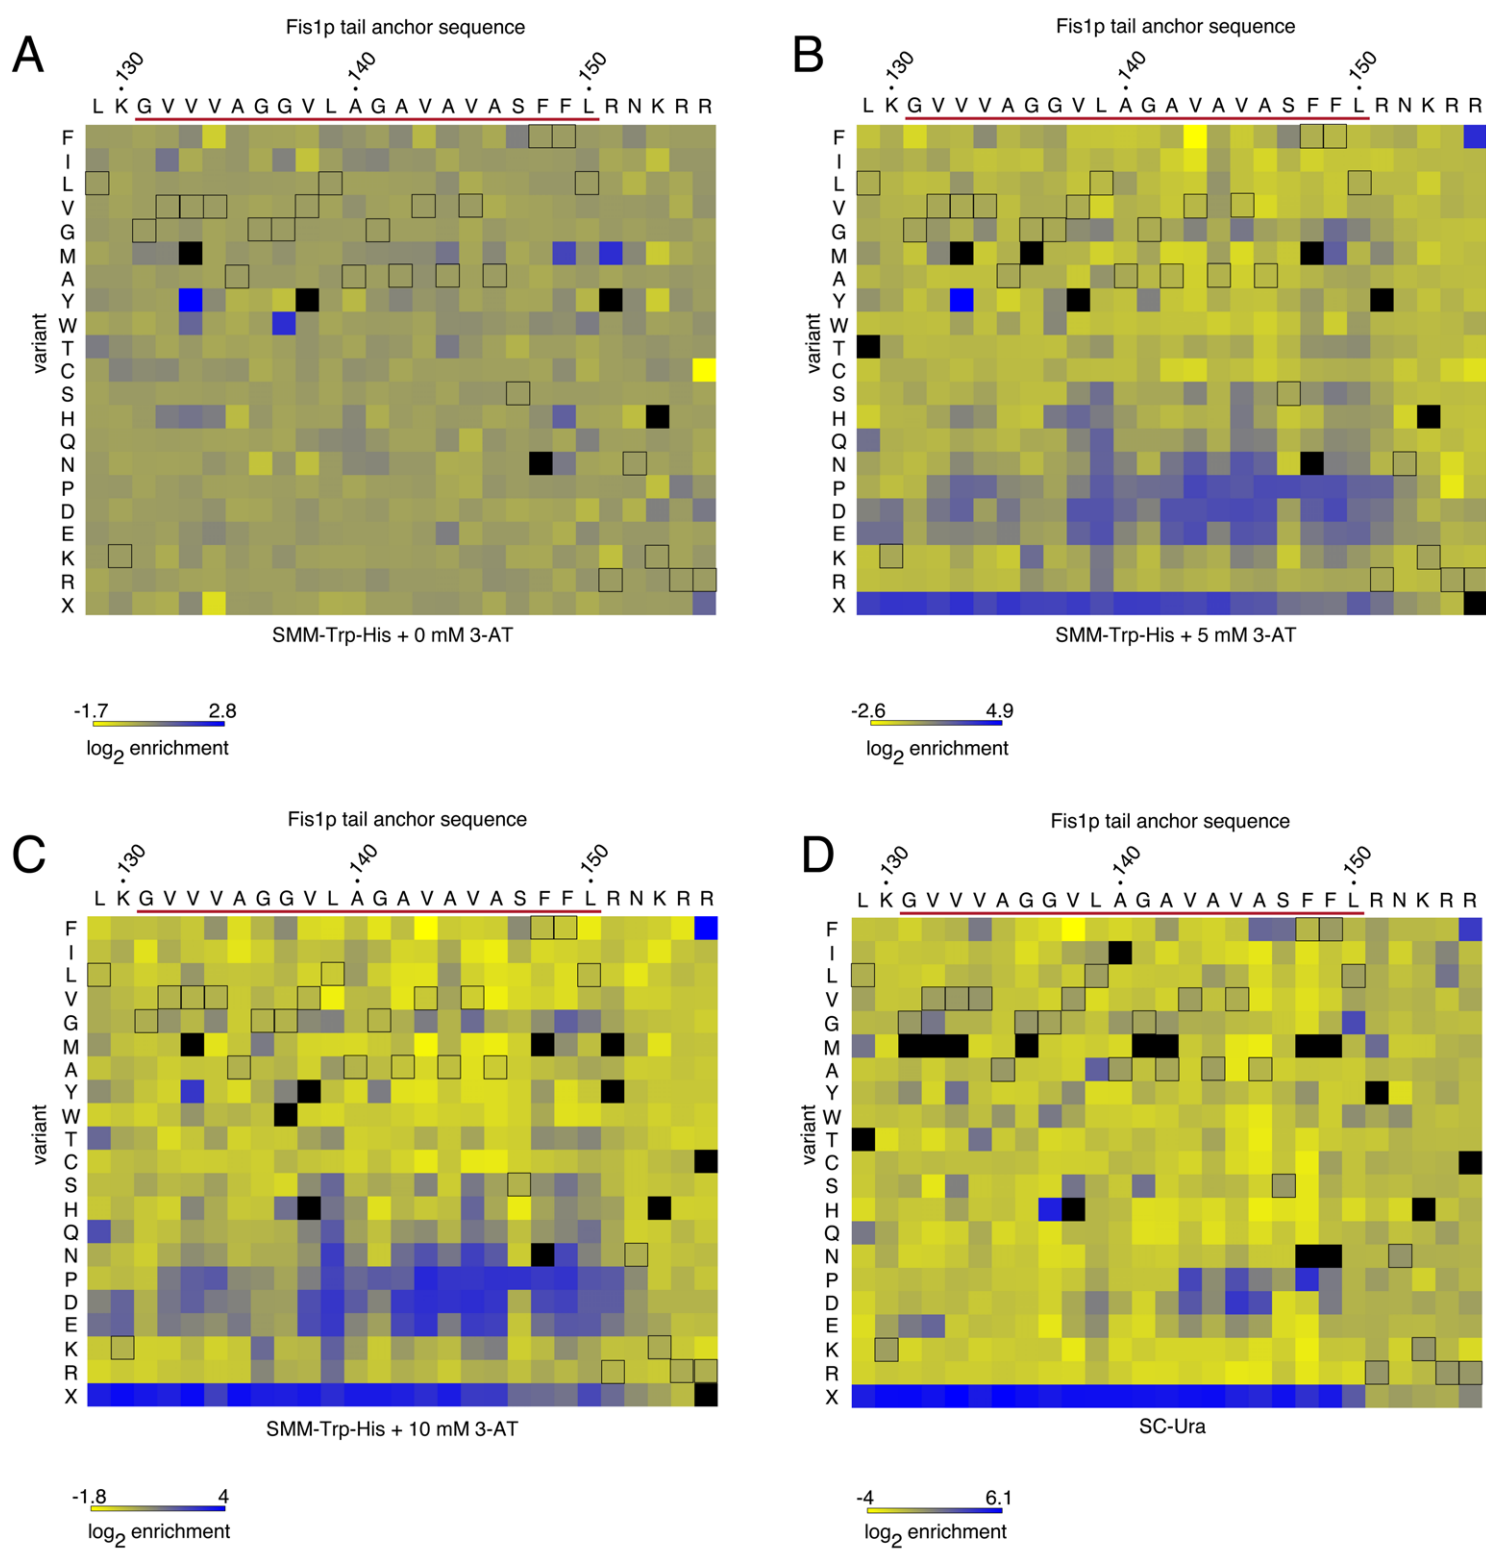 A
Fis1p tail anchor sequence
130 140 150
L K G V V V A G G V L A G A V A V A S F F L R N K R R
variant
F
I
L
V
G
M
A
Y
W
T
C
S
H
Q
N
P
D
E
K
R
X
SMM-Trp-His + 0 mM 3-AT
-1.7 2.8
log2 enrichment
B
Fis1p tail anchor sequence
130 140 150
L K G V V V A G G V L A G A V A V A S F F L R N K R R
variant
F
I
L
V
G
M
A
Y
W
T
C
S
H
Q
N
P
D
E
K
R
X
SMM-Trp-His + 5 mM 3-AT
-2.6 4.9
log2 enrichment
C
Fis1p tail anchor sequence
130 140 150
L K G V V V A G G V L A G A V A V A S F F L R N K R R
variant
F
I
L
V
G
M
A
Y
W
T
C
S
H
Q
N
P
D
E
K
R
X
SMM-Trp-His + 10 mM 3-AT
-1.8 4
log2 enrichment
D
Fis1p tail anchor sequence
130 140 150
L K G V V V A G G V L A G A V A V A S F F L R N K R R
variant
F
I
L
V
G
M
A
Y
W
T
C
S
H
Q
N
P
D
E
K
R
X
SC-Ura
-4 6.1
log2 enrichment